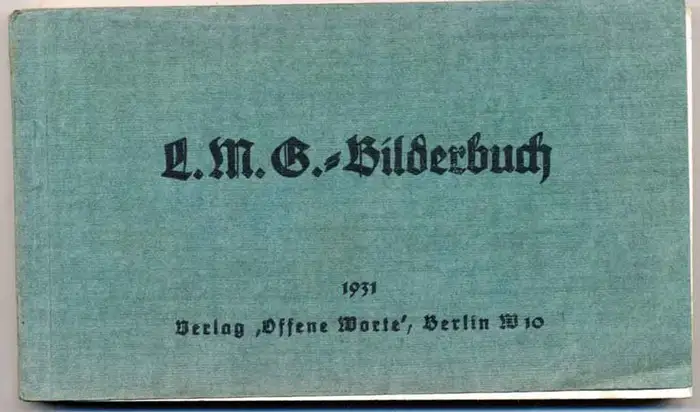 L.M.G.-Bilderbuch
1931
Verlag ‚Offene Worte‘, Berlin W 10